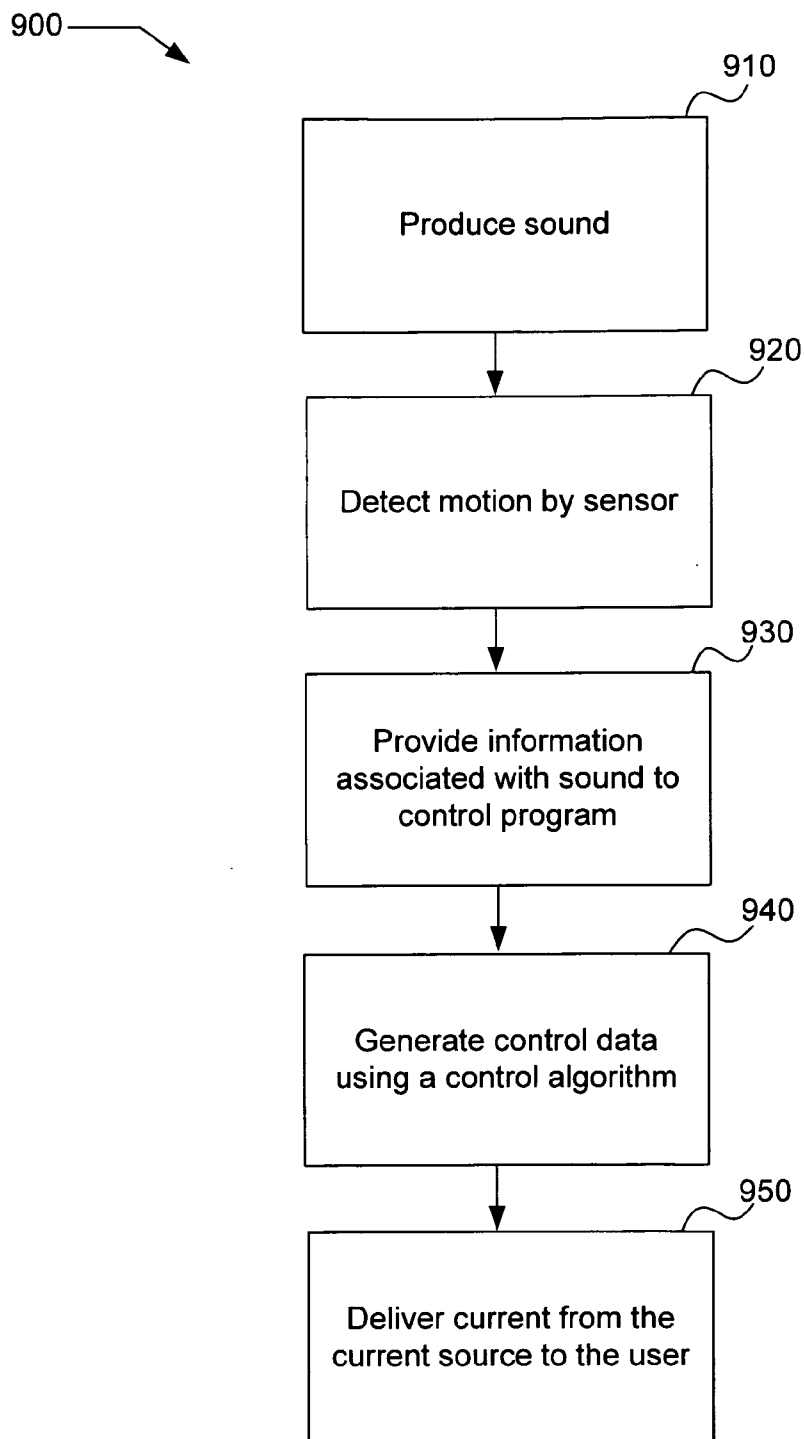 900
910
Produce sound
920
Detect motion by sensor
930
Provide information
associated with sound to
control program
940
Generate control data
using a control algorithm
950
Deliver current from the
current source to the user